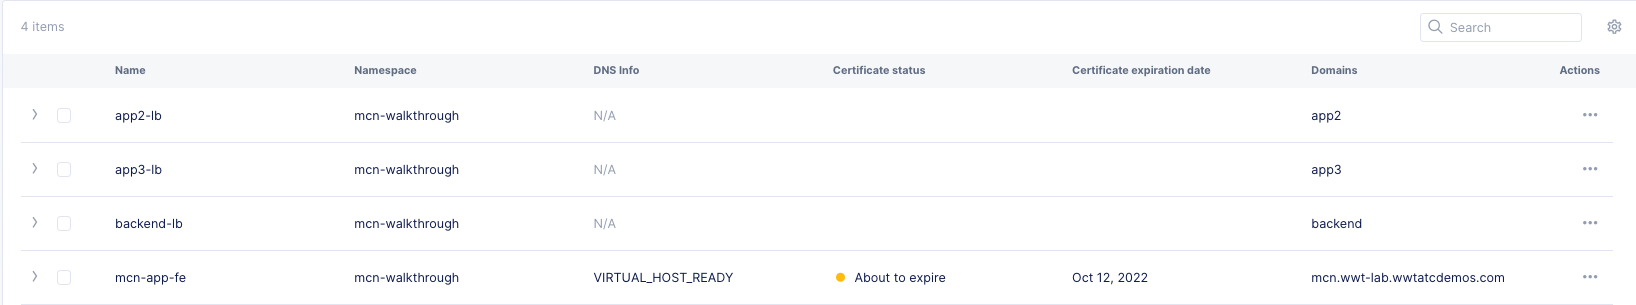 4 items
Search
Name Namespace DNS Info Certificate status Certificate expiration date Domains Actions
app2-lb mcn-walkthrough N/A app2
app3-lb mcn-walkthrough N/A app3
backend-lb mcn-walkthrough N/A backend
mcn-app-fe mcn-walkthrough VIRTUAL_HOST_READY About to expire Oct 12, 2022 mcn.wwt-lab.wwtatcdemos.com